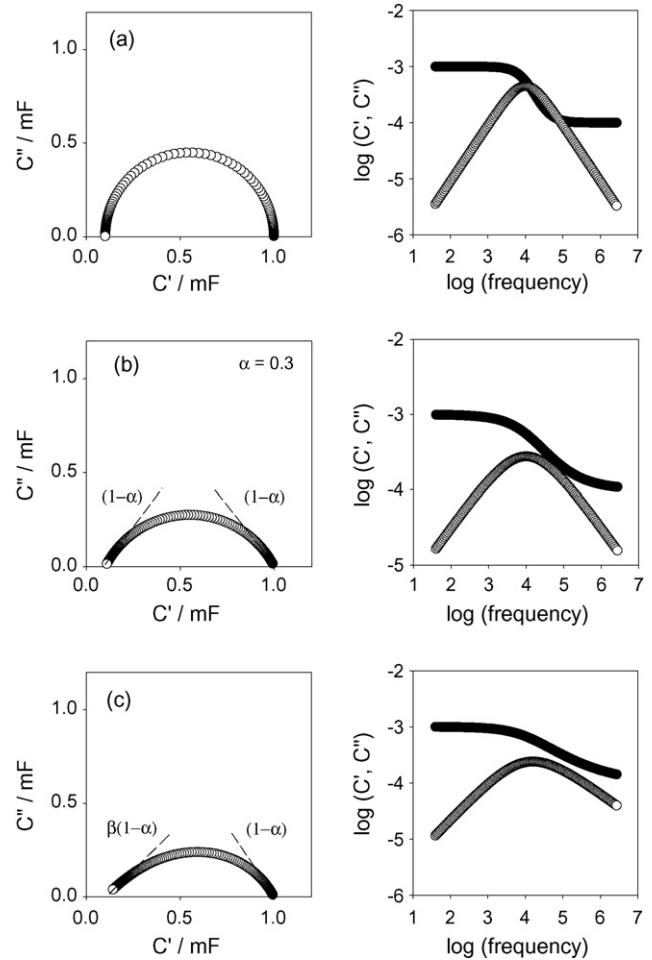 (a)
C'' / mF
1.0
0.5
0.0
0.0 0.5 1.0
C' / mF
log (C', C'')
-2
-3
-4
-5
-6
1 2 3 4 5 6 7
log (frequency)
(b)
α = 0.3
C'' / mF
1.0
0.5
0.0
(1−α) (1−α)
0.0 0.5 1.0
C' / mF
log (C', C'')
-2
-3
-4
-5
1 2 3 4 5 6 7
log (frequency)
(c)
C'' / mF
1.0
0.5
0.0
β(1−α) (1−α)
0.0 0.5 1.0
C' / mF
log (C', C'')
-2
-3
-4
-5
-6
1 2 3 4 5 6 7
log (frequency)